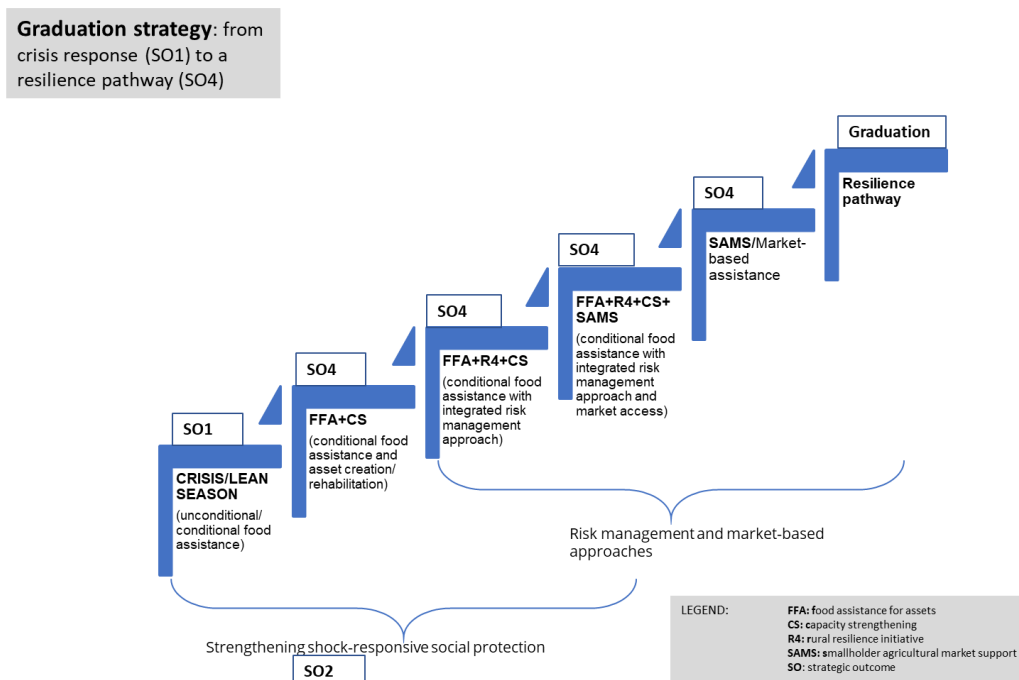 Graduation strategy: from
crisis response (SO1) to a
resilience pathway (SO4)
Graduation
Resilience
pathway
SO4
SAMS/Market-
based
assistance
SO4
FFA+R4+CS+
SAMS
(conditional food
assistance with
integrated risk
management
approach and
market access)
SO4
FFA+R4+CS
(conditional food
assistance with
integrated risk
management
approach)
SO4
FFA+CS
(conditional food
assistance and
asset creation/
rehabilitation)
SO1
CRISIS/LEAN
SEASON
(unconditional/
conditional food
assistance)
Risk management and market-based
approaches
Strengthening shock-responsive social protection
SO2
LEGEND:
FFA: food assistance for assets
CS: capacity strengthening
R4: rural resilience initiative
SAMS: smallholder agricultural market support
SO: strategic outcome